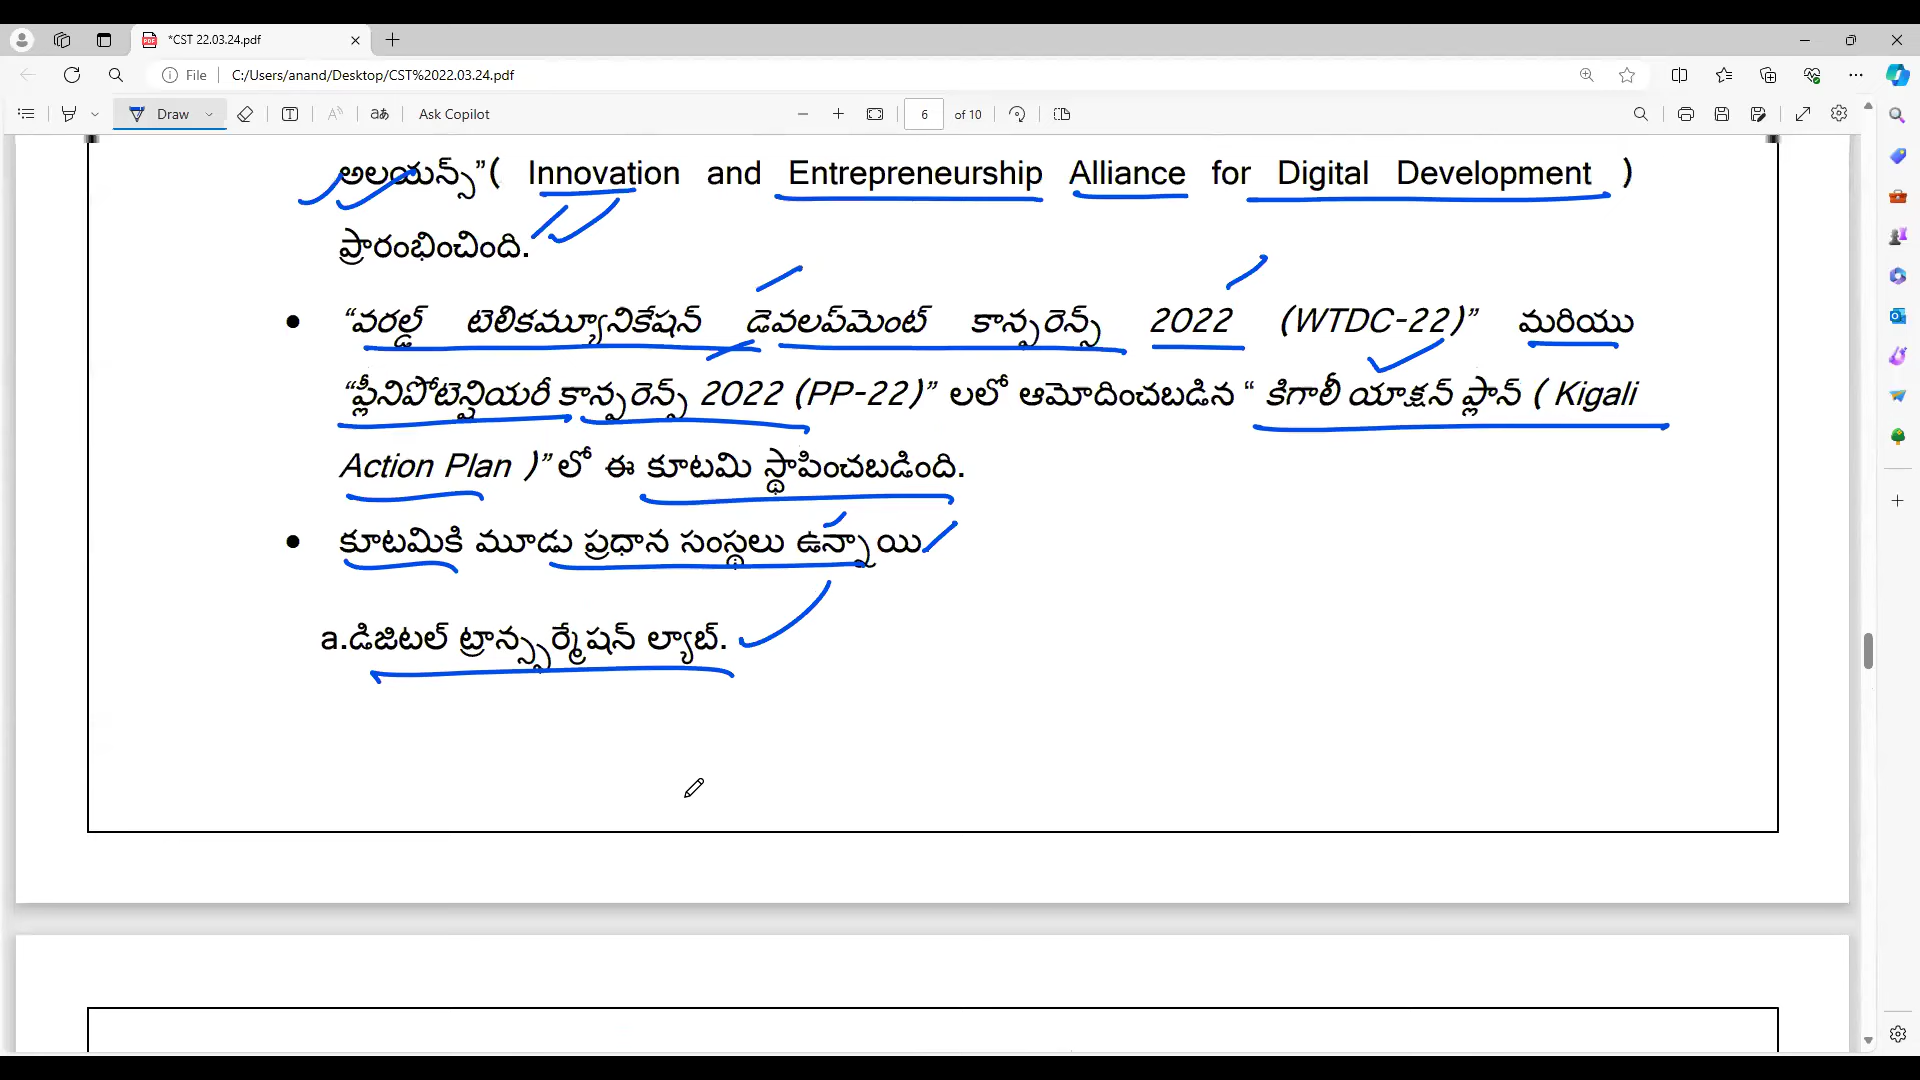 *CST 22.03.24.pdf
File C:/Users/anand/Desktop/CST%2022.03.24.pdf
Draw aあ Ask Copilot 6 of 10
అలయన్స్”( Innovation and Entrepreneurship Alliance for Digital Development )
ప్రారంభించింది.
• “వరల్డ్ టెలికమ్యూనికేషన్ డెవలప్‌మెంట్ కాన్ఫరెన్స్ 2022 (WTDC-22)” మరియు
“ప్లీనిపోటెన్షియరీ కాన్ఫరెన్స్ 2022 (PP-22)” లలో ఆమోదించబడిన “ కిగాలీ యాక్షన్ ప్లాన్ ( Kigali
Action Plan )”లో ఈ కూటమి స్థాపించబడింది.
• కూటమికి మూడు ప్రధాన సంస్థలు ఉన్నాయి
a.డిజిటల్ ట్రాన్స్ఫర్మేషన్ ల్యాబ్.